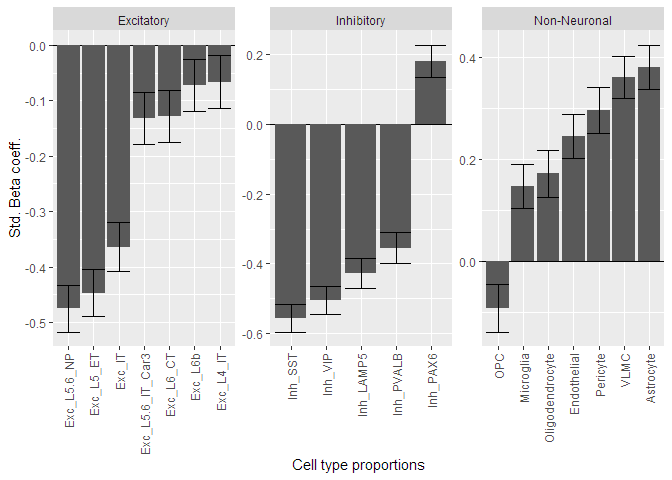 Excitatory
Inhibitory
Non-Neuronal
Std. Beta coeff.
0.0
-0.1
-0.2
-0.3
-0.4
-0.5
0.2
0.0
-0.2
-0.4
-0.6
0.4
0.2
0.0
Exc_L5.6_NP
Exc_L5_ET
Exc_IT
Exc_L5.6_IT_Car3
Exc_L6_CT
Exc_L6b
Exc_L4_IT
Inh_SST
Inh_VIP
Inh_LAMP5
Inh_PVALB
Inh_PAX6
OPC
Microglia
Oligodendrocyte
Endothelial
Pericyte
VLMC
Astrocyte
Cell type proportions